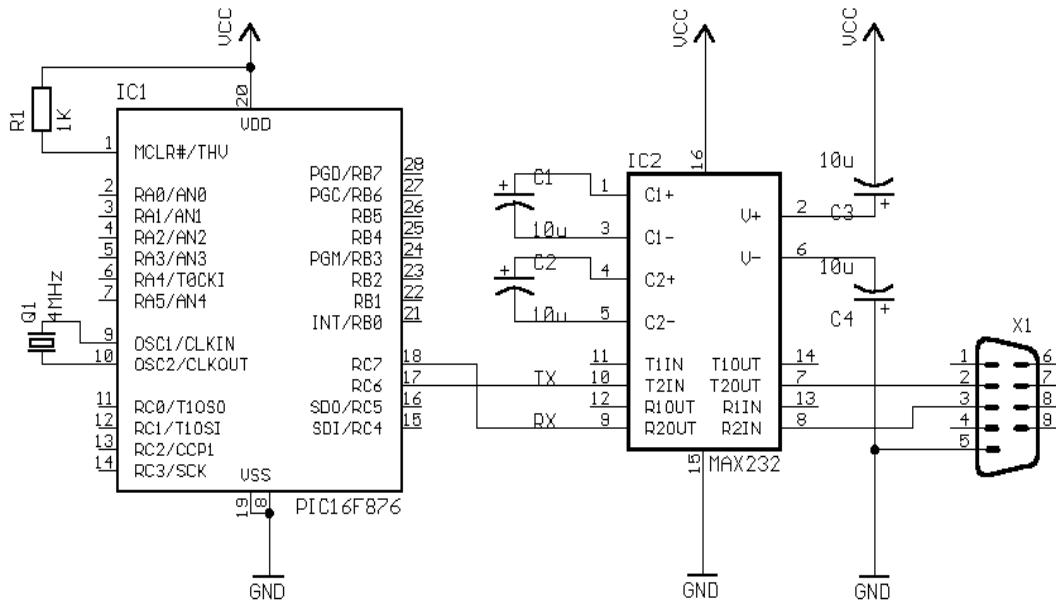 VCC
VCC
VCC
R1
1K
IC1
20
VDD
1
MCLR#/THV
2
RA0/AN0
3
RA1/AN1
4
RA2/AN2
5
RA3/AN3
6
RA4/T0CKI
7
RA5/AN4
Q1
4MHz
9
OSC1/CLKIN
10
OSC2/CLKOUT
11
RC0/T1OSO
12
RC1/T1OSI
13
RC2/CCP1
14
RC3/SCK
PGD/RB7
28
PGC/RB6
27
RB5
26
RB4
25
PGM/RB3
24
RB2
23
RB1
22
INT/RB0
21
RC7
18
RC6
17
SDO/RC5
16
SDI/RC4
15
VSS
19
8
PIC16F876
GND
TX
RX
+
C1
10u
+
C2
10u
IC2
16
1
C1+
3
C1-
4
C2+
5
C2-
11
T1IN
10
T2IN
12
R1OUT
9
R2OUT
V+
2
V-
6
T1OUT
14
T2OUT
7
R1IN
13
R2IN
8
15
MAX232
GND
10u
C3
+
10u
C4
+
GND
X1
1
2
3
4
5
6
7
8
9